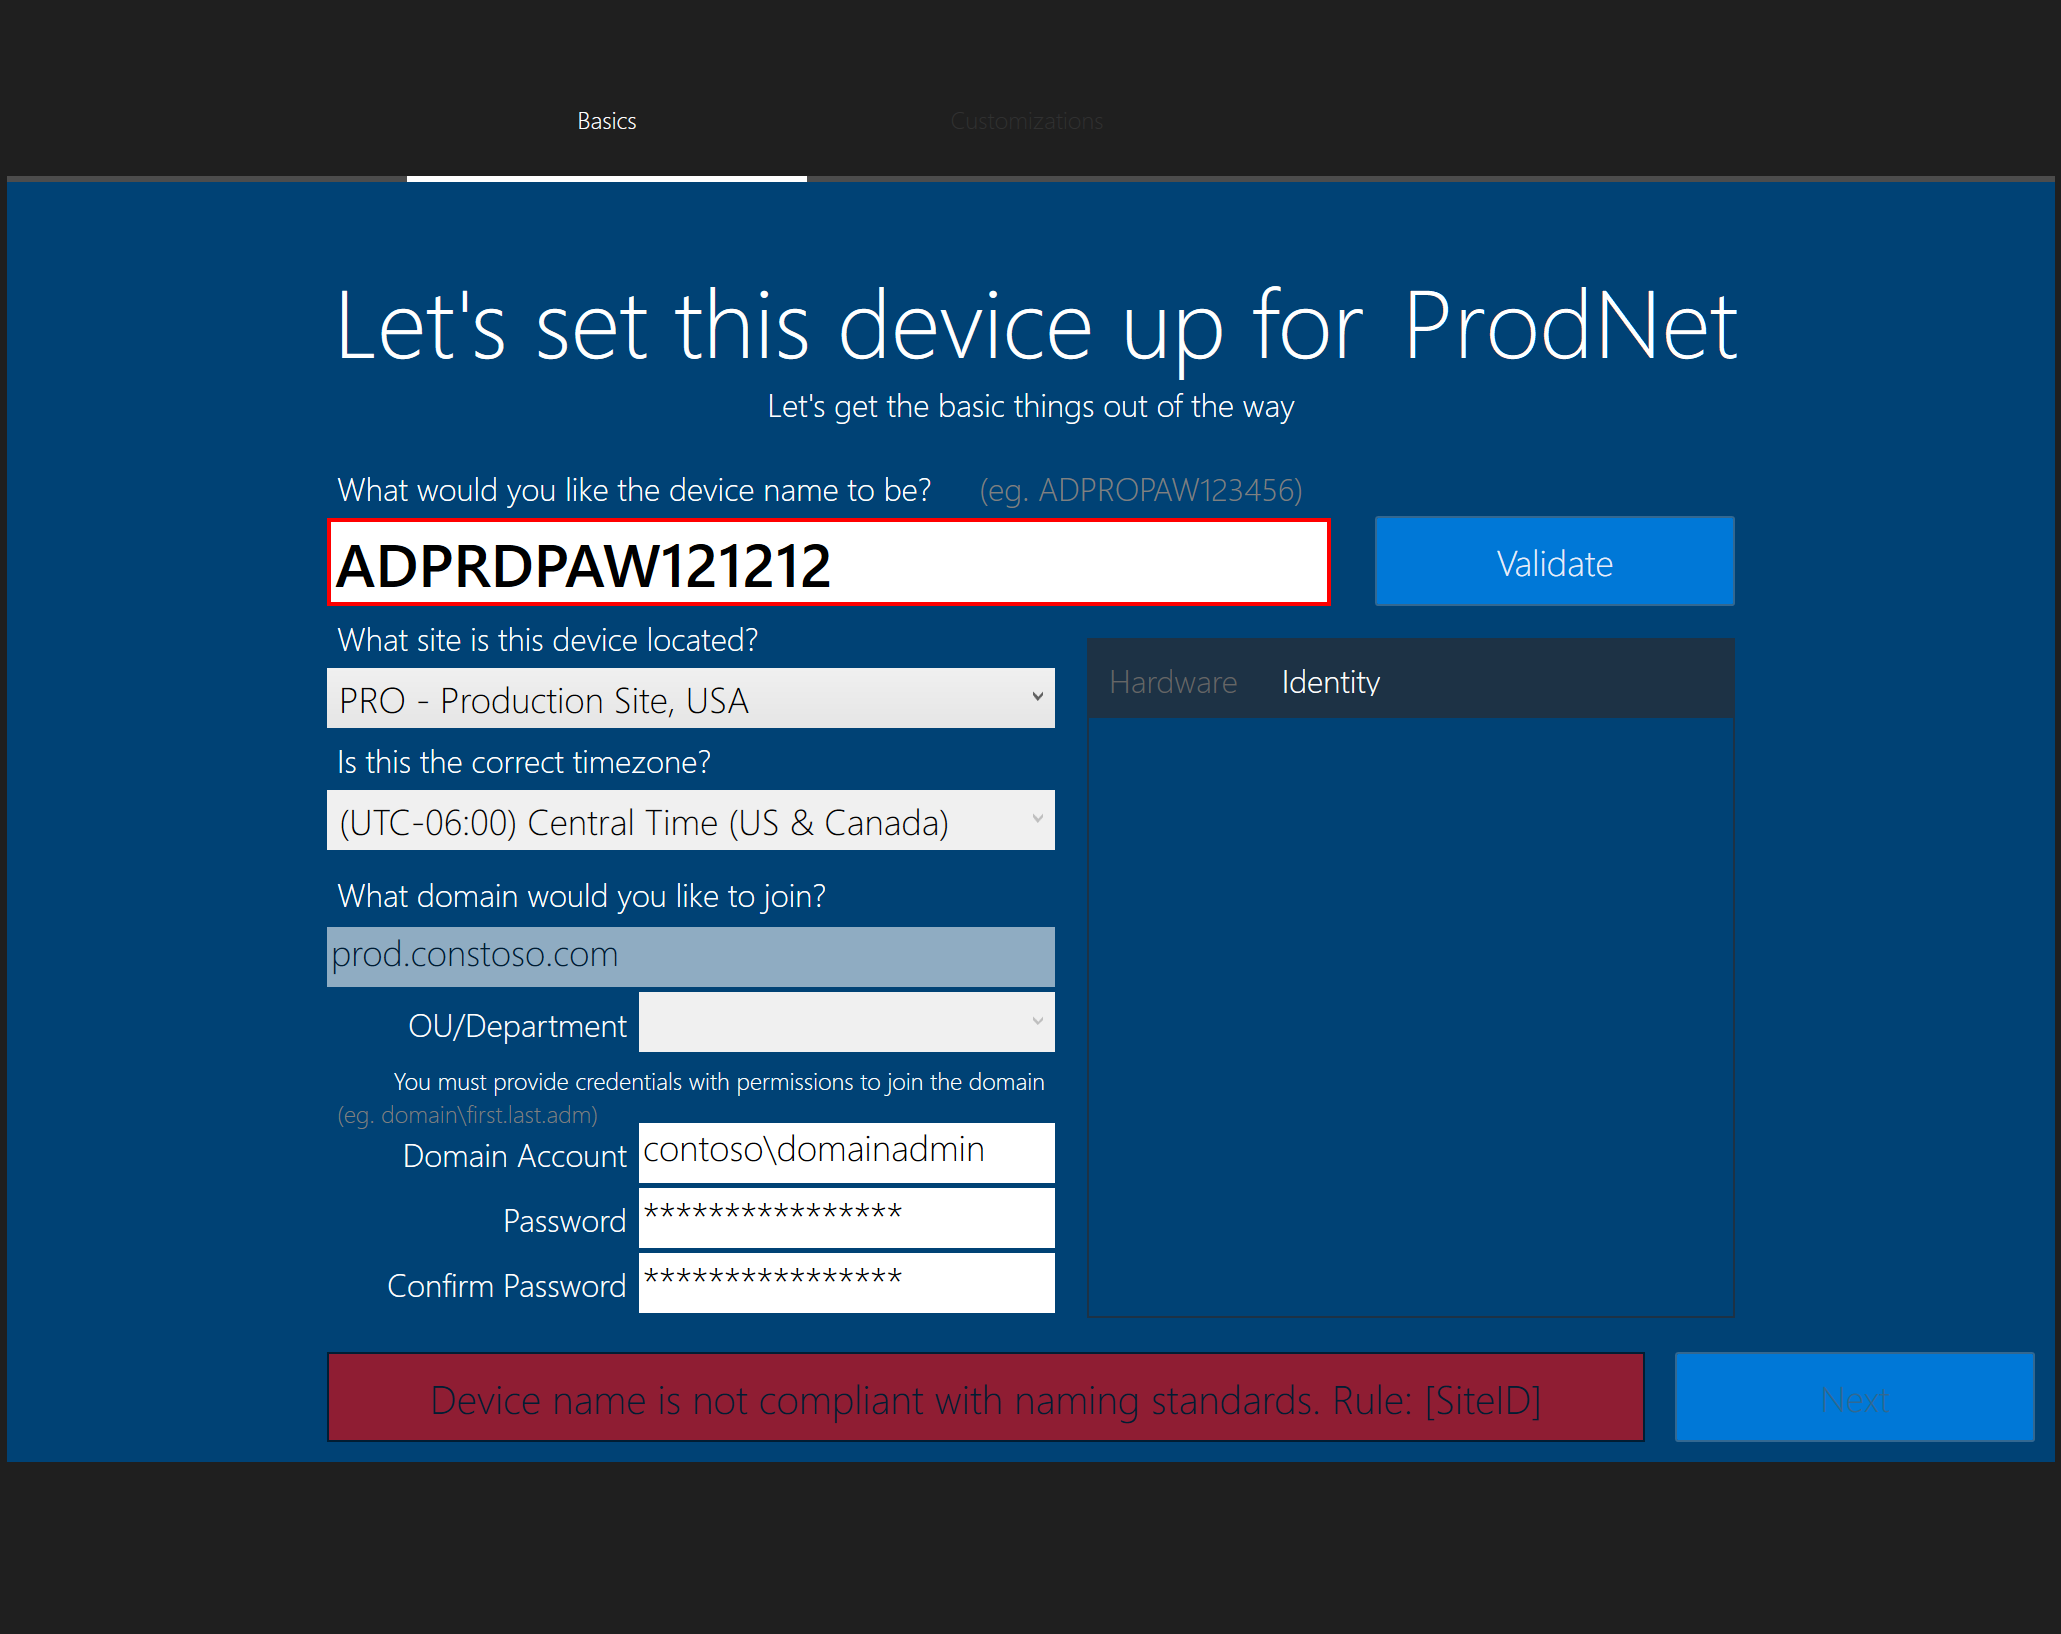 Basics Customizations
Let's set this device up for ProdNet
Let's get the basic things out of the way
What would you like the device name to be? (eg. ADPROPAW123456)
ADPRDPAW121212
Validate
What site is this device located?
PRO - Production Site, USA
Hardware Identity
Is this the correct timezone?
(UTC-06:00) Central Time (US & Canada)
What domain would you like to join?
prod.constoso.com
OU/Department
You must provide credentials with permissions to join the domain
(eg. domain\first.last.adm)
Domain Account contoso\domainadmin
Password ****************
Confirm Password ****************
Device name is not compliant with naming standards. Rule: [SiteID]
Next